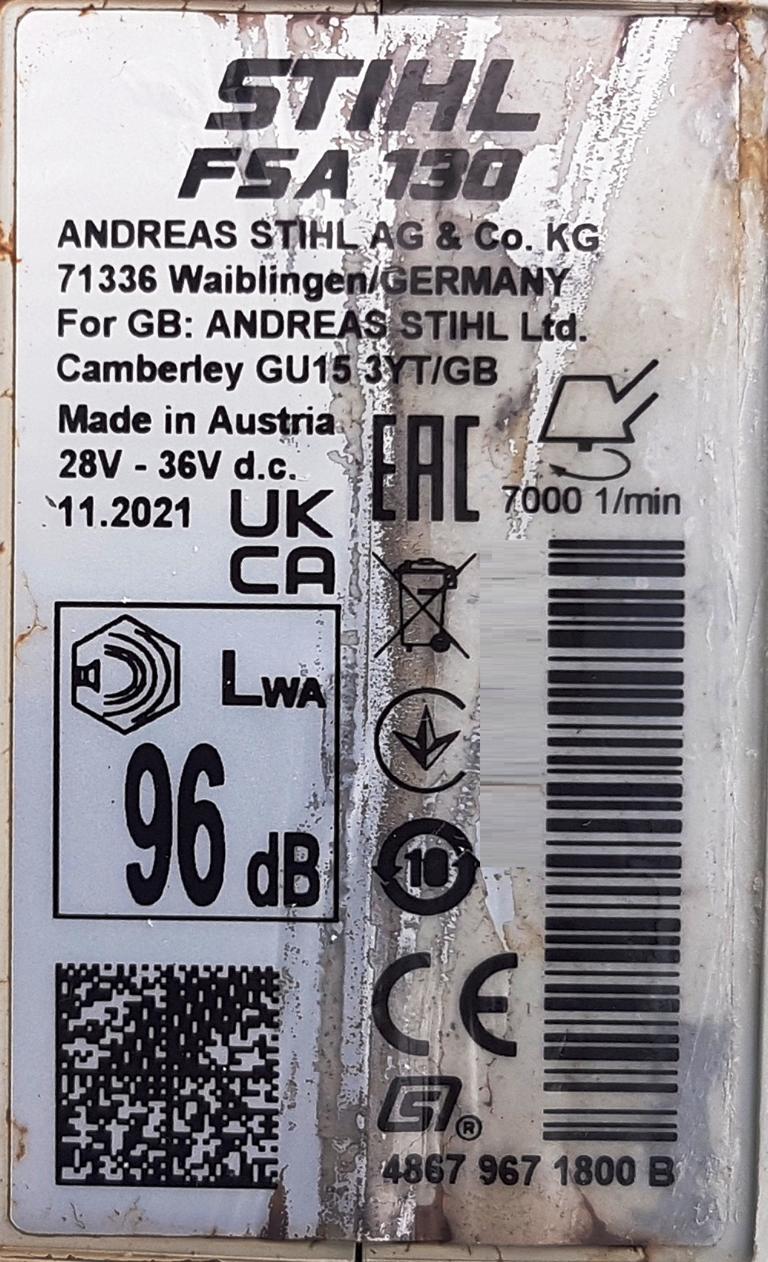 STIHL
FSA 130
ANDREAS STIHL AG & Co. KG
71336 Waiblingen/GERMANY
For GB: ANDREAS STIHL Ltd.
Camberley GU15 3YT/GB
Made in Austria
28V - 36V d.c.
11.2021
UK
CA
EAC
7000 1/min
LWA
96 dB
10
CE
S®
4867 967 1800 B